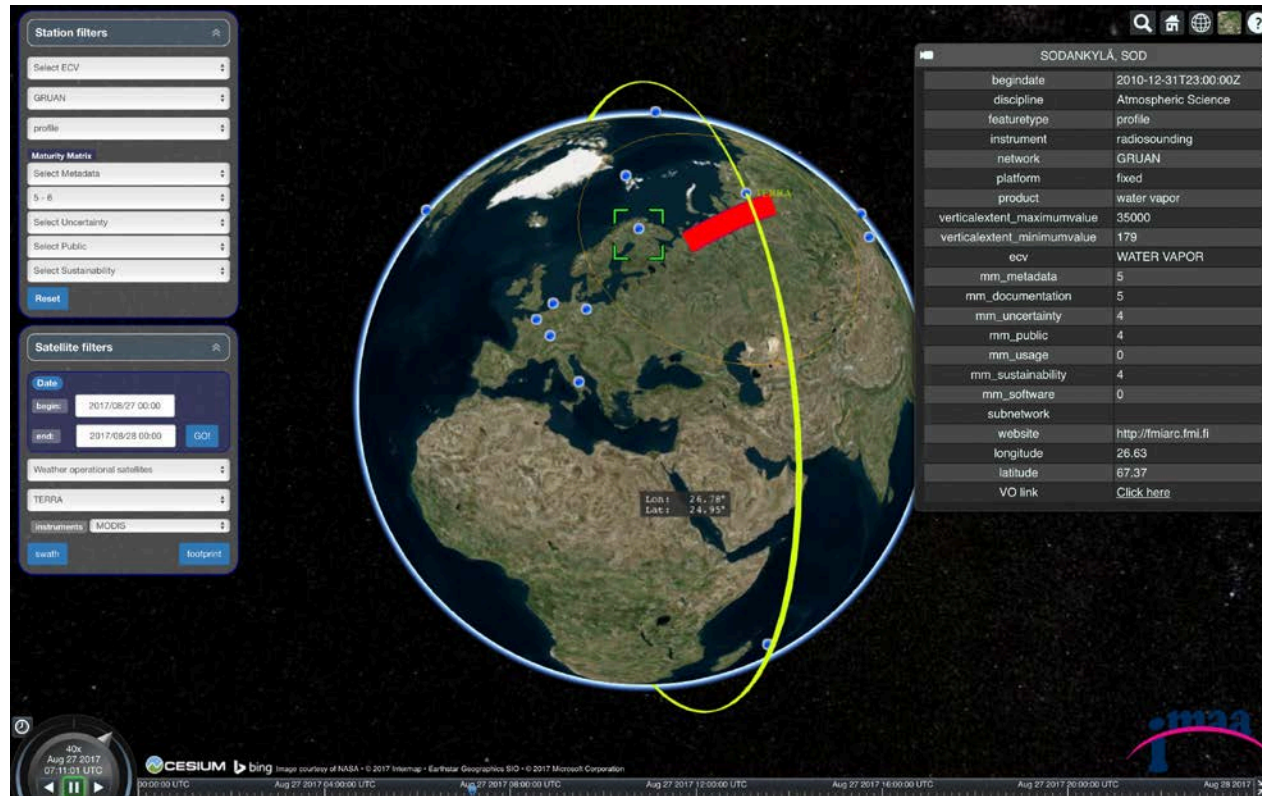 Station filters
Select ECV
GRUAN
profile
Maturity Matrix
Select Metadata
5 - 6
Select Uncertainty
Select Public
Select Sustainability
Reset
Satellite filters
Date
begin: 2017/08/27 00:00
end: 2017/08/28 00:00 GO!
Weather operational satellites
TERRA
instruments MODIS
swath footprint
TERRA
Lon: 26.78°
Lat: 24.95°
?
SODANKYLÄ, SOD
begindate 2010-12-31T23:00:00Z
discipline Atmospheric Science
featuretype profile
instrument radiosounding
network GRUAN
platform fixed
product water vapor
verticalextent_maximumvalue 35000
verticalextent_minimumvalue 179
ecv WATER VAPOR
mm_metadata 5
mm_documentation 5
mm_uncertainty 4
mm_public 4
mm_usage 0
mm_sustainability 4
mm_software 0
subnetwork
website http://fmiarc.fmi.fi
longitude 26.63
latitude 67.37
VO link Click here
imaa
40x
Aug 27 2017
07:11:01 UTC
CESIUM bing Image courtesy of NASA • © 2017 Intermap • Earthstar Geographics SIO • © 2017 Microsoft Corporation
00:00:00 UTC Aug 27 2017 04:00:00 UTC Aug 27 2017 08:00:00 UTC Aug 27 2017 12:00:00 UTC Aug 27 2017 16:00:00 UTC Aug 27 2017 20:00:00 UTC Aug 28 2017